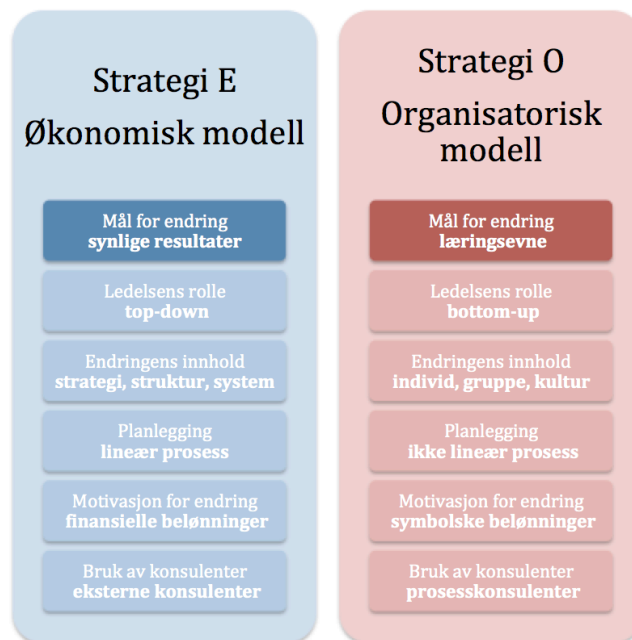 Strategi E
Økonomisk modell
Mål for endring
synlige resultater
Ledelsens rolle
top-down
Endringens innhold
strategi, struktur, system
Planlegging
lineær prosess
Motivasjon for endring
finansielle belønninger
Bruk av konsulenter
eksterne konsulenter
Strategi O
Organisatorisk
modell
Mål for endring
læringsevne
Ledelsens rolle
bottom-up
Endringens innhold
individ, gruppe, kultur
Planlegging
ikke lineær prosess
Motivasjon for endring
symbolske belønninger
Bruk av konsulenter
prosesskonsulenter